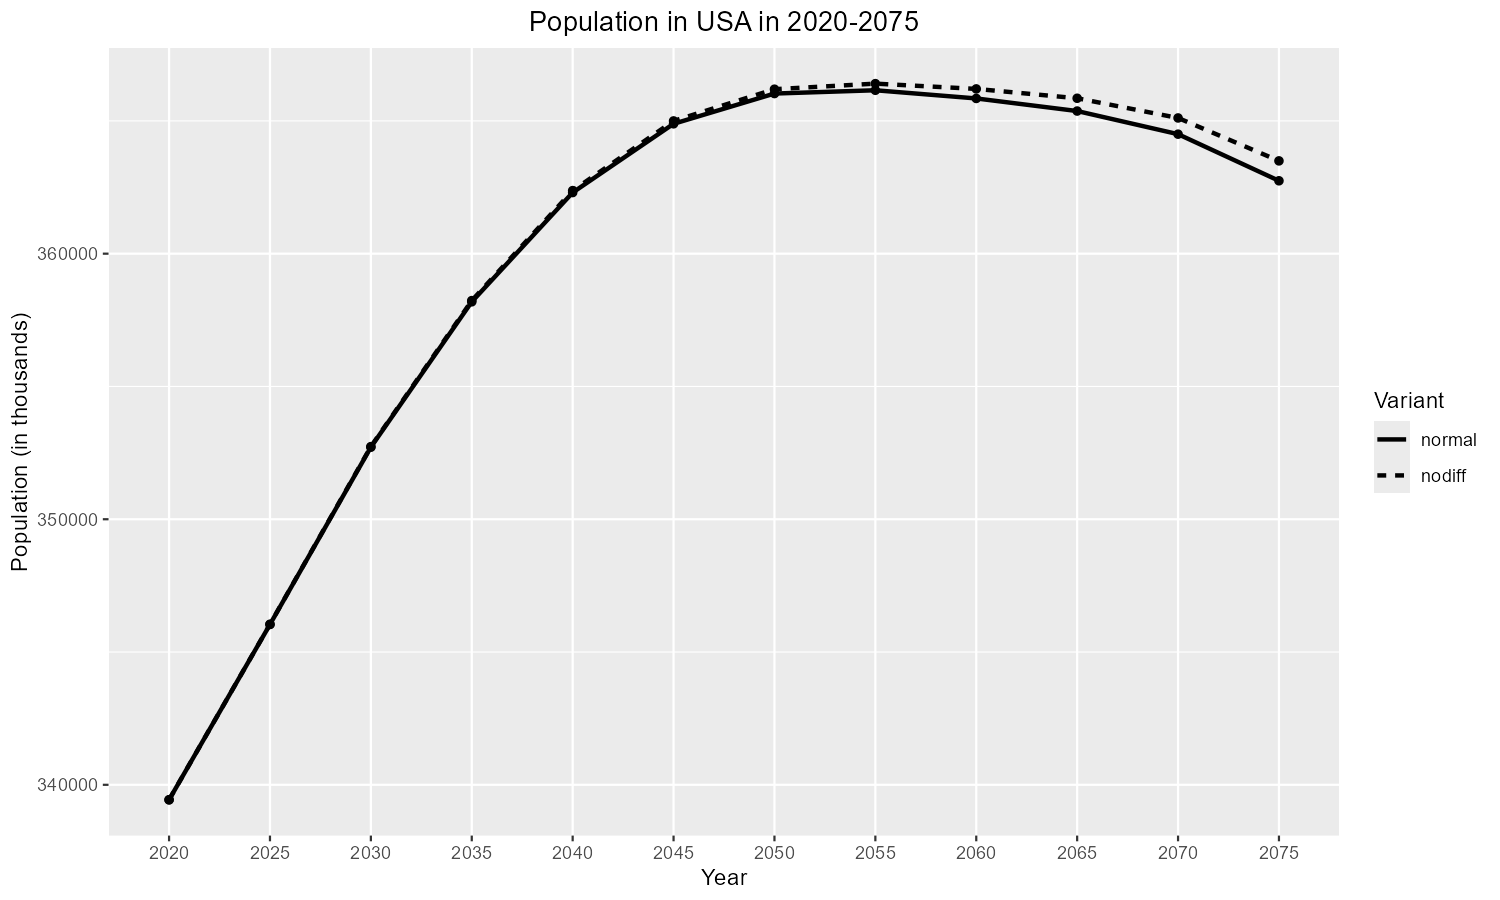 Population in USA in 2020-2075
Population (in thousands)
360000
350000
340000
2020 2025 2030 2035 2040 2045 2050 2055 2060 2065 2070 2075
Year
Variant
normal
nodiff